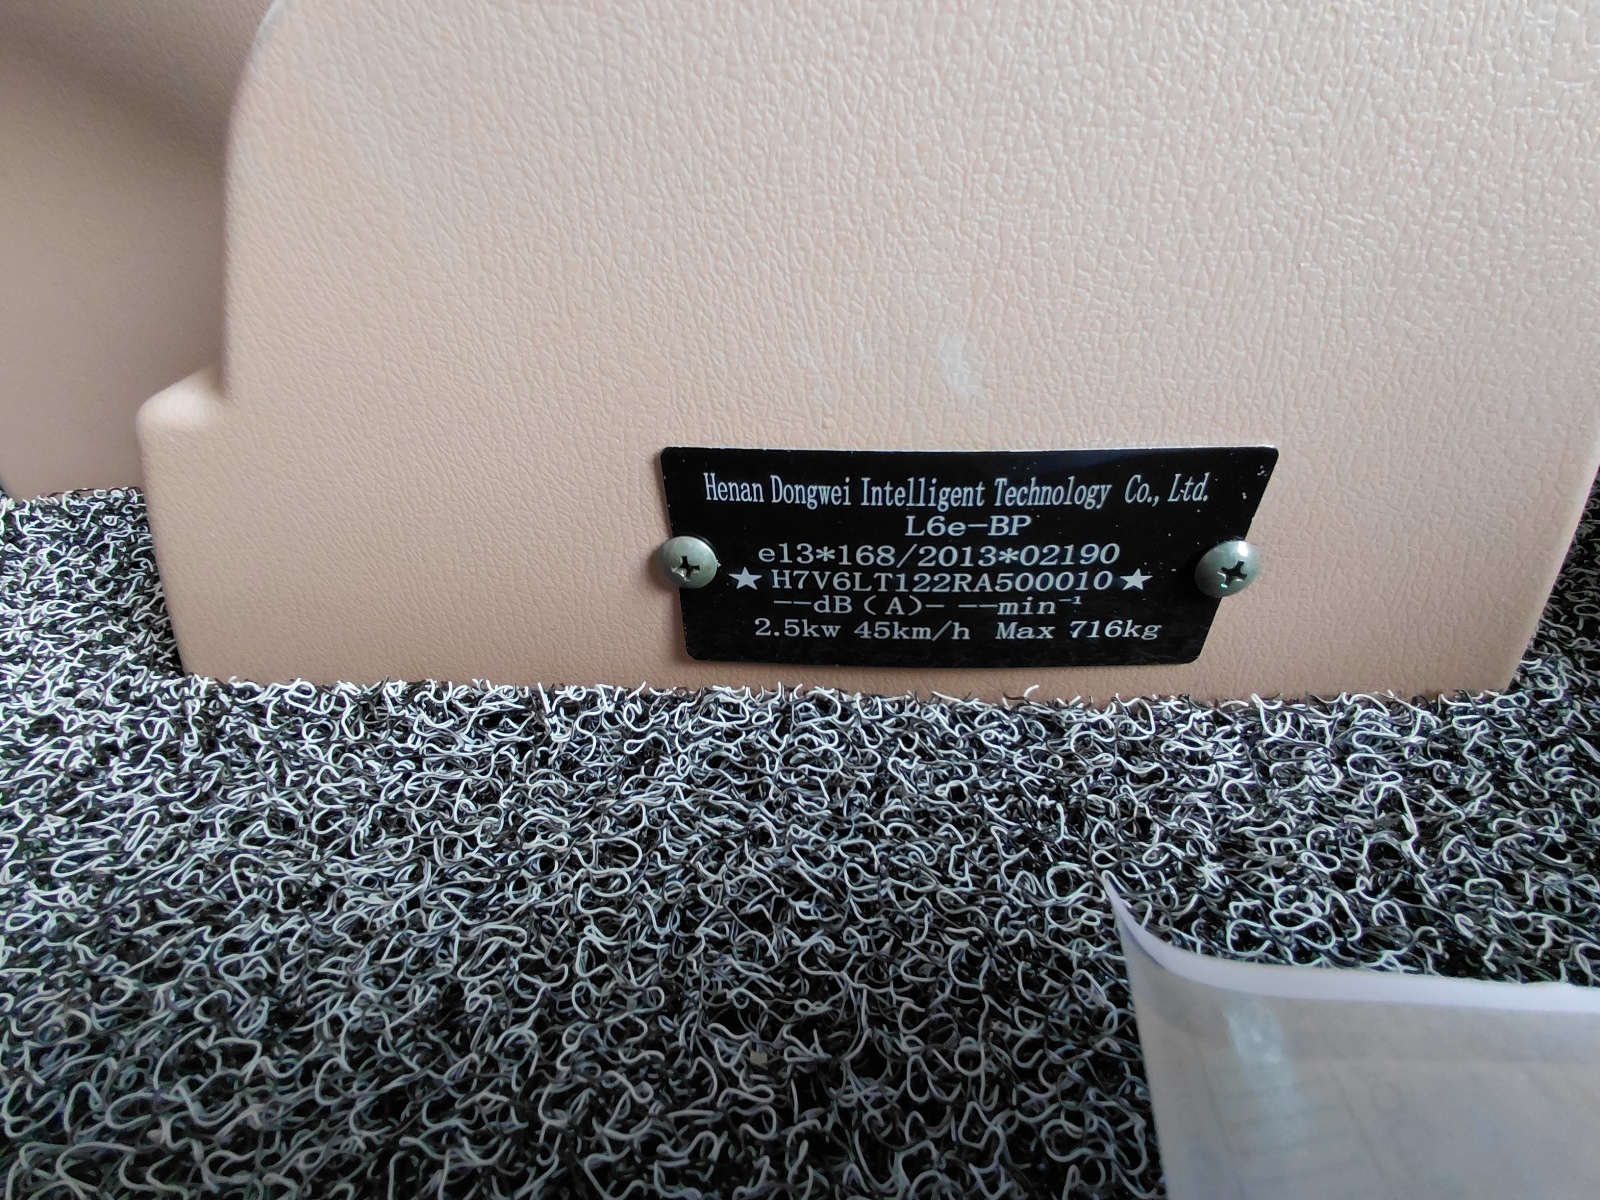 Henan Dongwei Intelligent Technology Co., Ltd.
L6e-BP
e13*168/2013*02190
★ H7V6LT122RA500010 ★
--dB (A)- --min⁻¹
2.5kw 45km/h Max 716kg